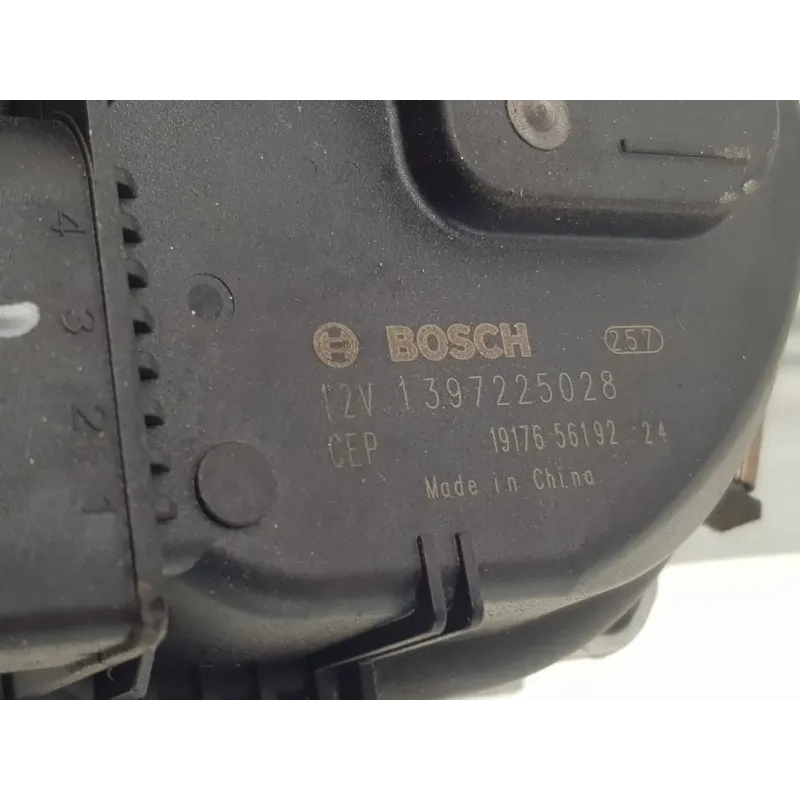 4
3
2
1
BOSCH 257
12V 1397225028
CEP 19176 56192 24
Made in China